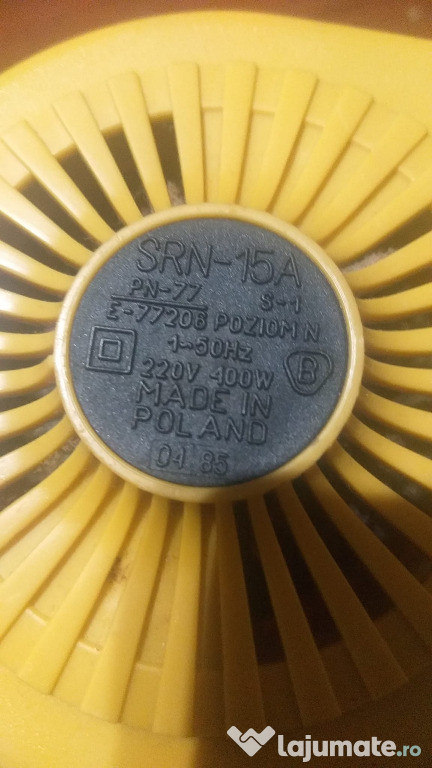 SRN-15A
PN-77 S-1
E-77206 POZIOM N
1~50Hz
220V 400W
B
MADE IN
POLAND
04 85
lajumate.ro